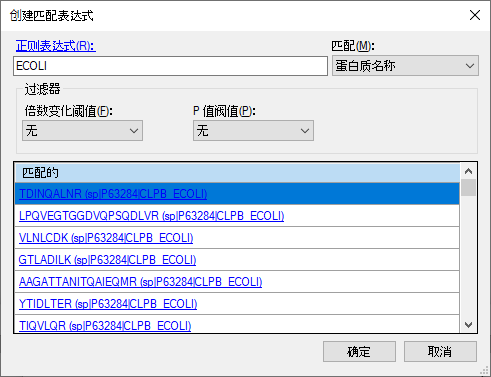 创建匹配表达式
正则表达式(R):
匹配(M):
ECOLI
蛋白质名称
过滤器
倍数变化阈值(F):
P 值阀值(P):
无
无
匹配的
TDINQALNR (sp|P63284|CLPB_ECOLI)
LPQVEGTGGDVQPSQDLVR (sp|P63284|CLPB_ECOLI)
VLNLCDK (sp|P63284|CLPB_ECOLI)
GTLADILK (sp|P63284|CLPB_ECOLI)
AAGATTANITQAIEQMR (sp|P63284|CLPB_ECOLI)
YTIDLTER (sp|P63284|CLPB_ECOLI)
TIQVLQR (sp|P63284|CLPB_ECOLI)
确定
取消